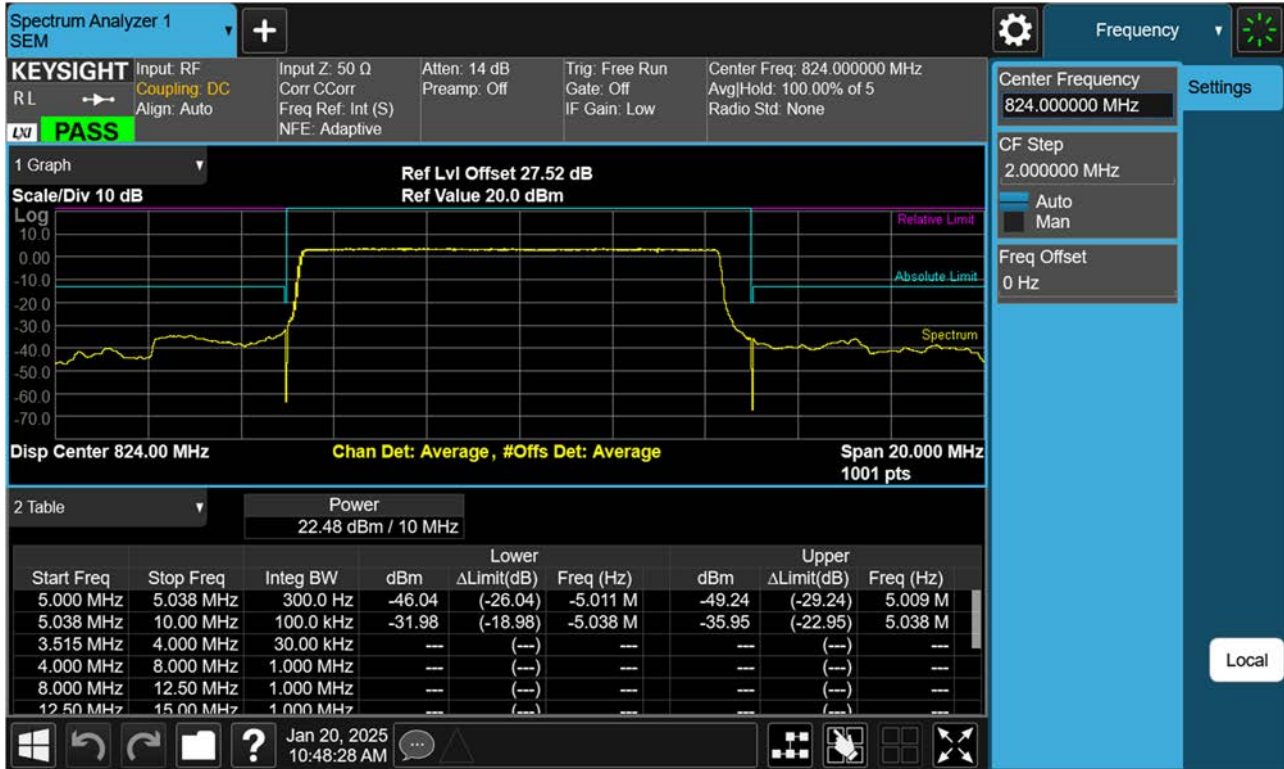 Spectrum Analyzer 1
SEM
Frequency
KEYSIGHT
RL
LXI
PASS
Input: RF
Coupling: DC
Align: Auto
Input Z: 50 Ω
Corr CCorr
Freq Ref: Int (S)
NFE: Adaptive
Atten: 14 dB
Preamp: Off
Trig: Free Run
Gate: Off
IF Gain: Low
Center Freq: 824.000000 MHz
Avg|Hold: 100.00% of 5
Radio Std: None
Center Frequency
824.000000 MHz
Settings
CF Step
2.000000 MHz
Auto
Man
Freq Offset
0 Hz
Local
1 Graph
Scale/Div 10 dB
Ref Lvl Offset 27.52 dB
Ref Value 20.0 dBm
Log
10.0
0.00
-10.0
-20.0
-30.0
-40.0
-50.0
-60.0
-70.0
Relative Limit
Absolute Limit
Spectrum
Disp Center 824.00 MHz
Chan Det: Average, #Offs Det: Average
Span 20.000 MHz
1001 pts
2 Table
Power
22.48 dBm / 10 MHz
Lower Upper
Start Freq Stop Freq Integ BW dBm ΔLimit(dB) Freq (Hz) dBm ΔLimit(dB) Freq (Hz)
5.000 MHz 5.038 MHz 300.0 Hz -46.04 (-26.04) -5.011 M -49.24 (-29.24) 5.009 M
5.038 MHz 10.00 MHz 100.0 kHz -31.98 (-18.98) -5.038 M -35.95 (-22.95) 5.038 M
3.515 MHz 4.000 MHz 30.00 kHz --- (---) --- --- (---) ---
4.000 MHz 8.000 MHz 1.000 MHz --- (---) --- --- (---) ---
8.000 MHz 12.50 MHz 1.000 MHz --- (---) --- --- (---) ---
12.50 MHz 15.00 MHz 1.000 MHz --- (---) --- --- (---) ---
Jan 20, 2025
10:48:28 AM